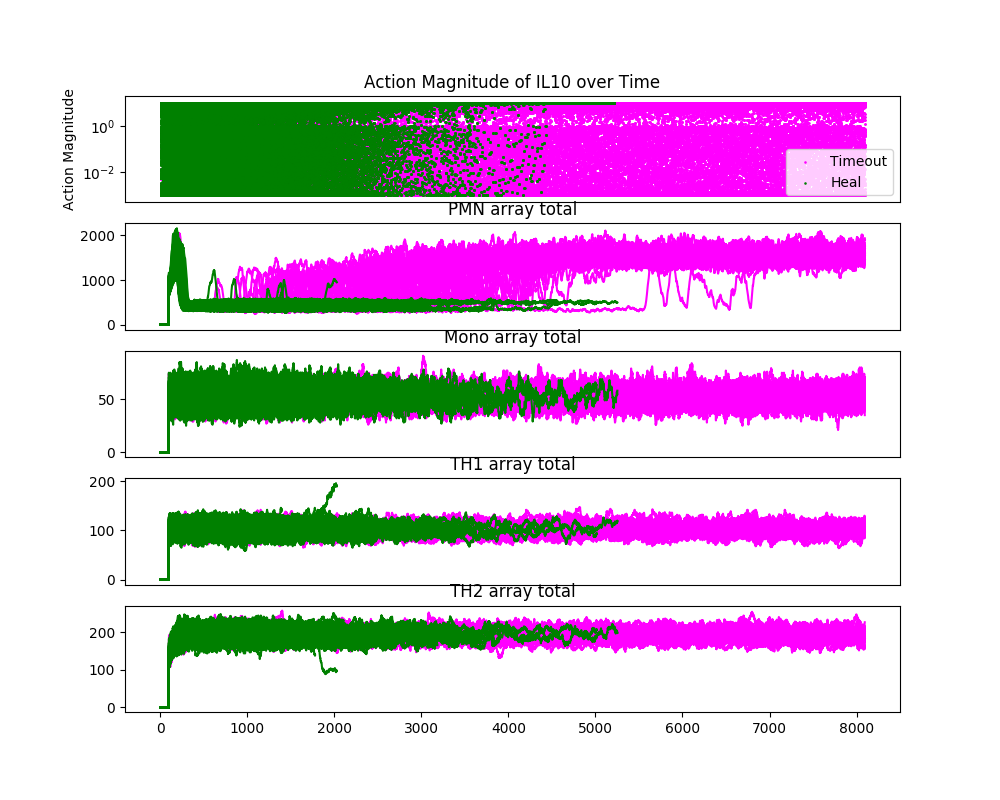 Action Magnitude of IL10 over Time
Action Magnitude
10⁰
10⁻²
Timeout
Heal
PMN array total
2000
1000
0
Mono array total
50
0
TH1 array total
200
100
0
TH2 array total
200
100
0
0 1000 2000 3000 4000 5000 6000 7000 8000